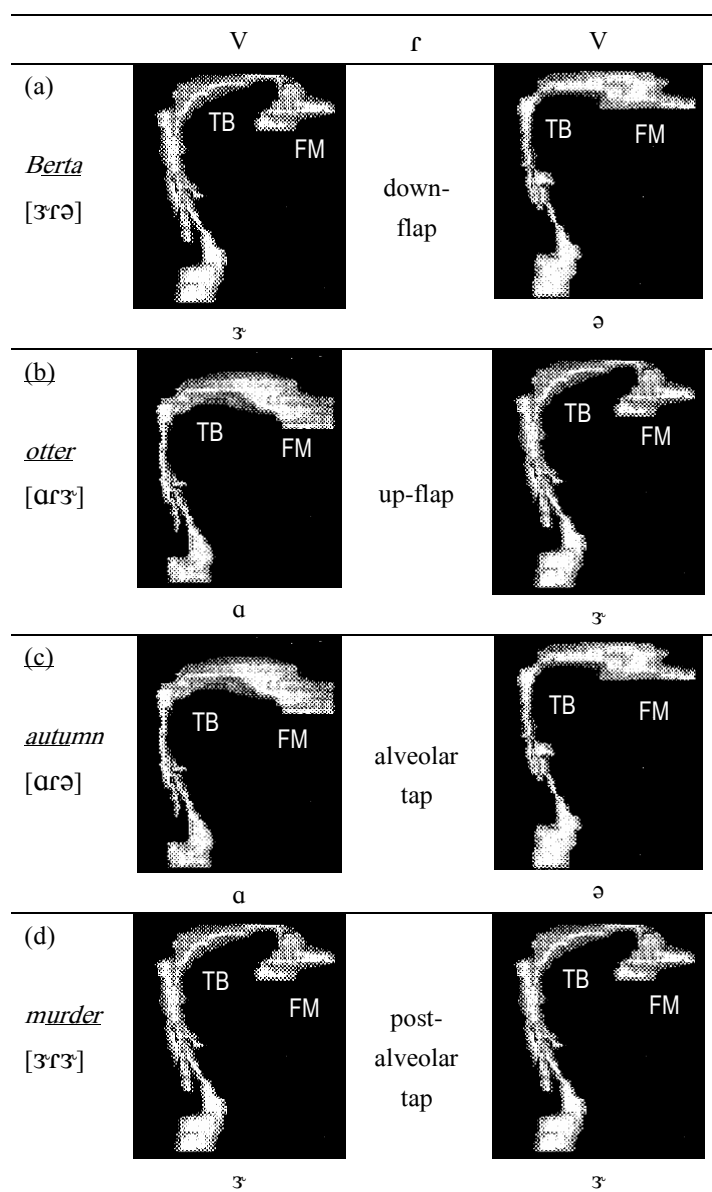 V ɾ V
(a)
TB FM TB FM
Berta
[ɝɾə]
down-
flap
ɝ ə
(b)
TB FM TB FM
otter
[ɑɾɝ]
up-flap
ɑ ɝ
(c)
TB FM TB FM
autumn
[ɑɾə]
alveolar
tap
ɑ ə
(d)
TB FM TB FM
murder
[ɝɾɝ]
post-
alveolar
tap
ɝ ɝ